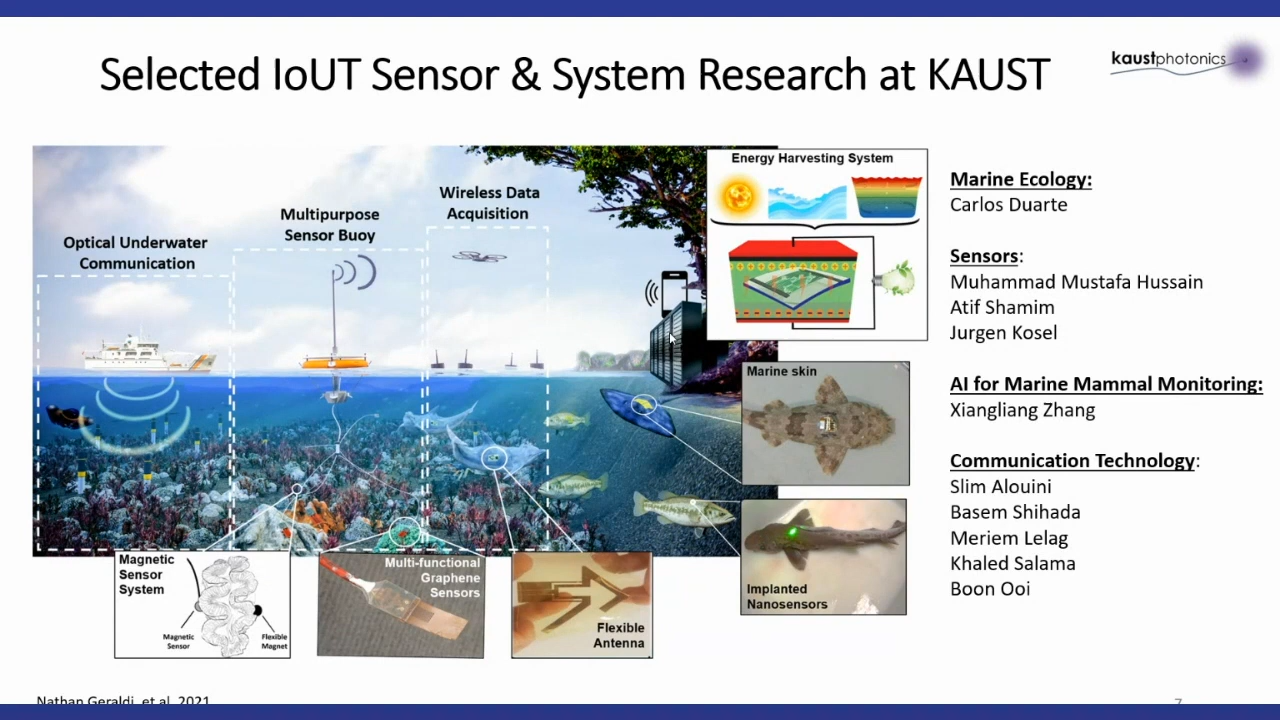 Selected IoUT Sensor & System Research at KAUST
kaustphotonics
Optical Underwater
Communication
Multipurpose
Sensor Buoy
Wireless Data
Acquisition
Energy Harvesting System
Marine skin
Implanted
Nanosensors
Magnetic
Sensor
System
Magnetic
Sensor
Flexible
Magnet
Multi-functional
Graphene
Sensors
Flexible
Antenna
Marine Ecology:
Carlos Duarte
Sensors:
Muhammad Mustafa Hussain
Atif Shamim
Jurgen Kosel
AI for Marine Mammal Monitoring:
Xiangliang Zhang
Communication Technology:
Slim Alouini
Basem Shihada
Meriem Lelag
Khaled Salama
Boon Ooi
Nathan Geraldi, et al, 2021
7